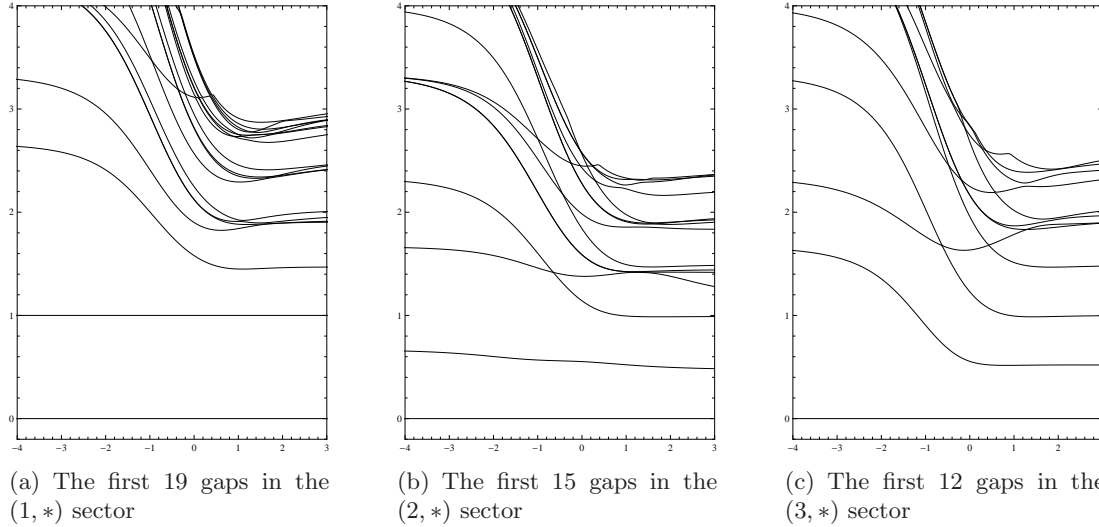 4
3
2
1
0
−4 −3 −2 −1 0 1 2 3
4
3
2
1
0
−4 −3 −2 −1 0 1 2 3
4
3
2
1
0
−4 −3 −2 −1 0 1 2 3
(a) The first 19 gaps in the
(1, ∗) sector
(b) The first 15 gaps in the
(2, ∗) sector
(c) The first 12 gaps in the
(3, ∗) sector